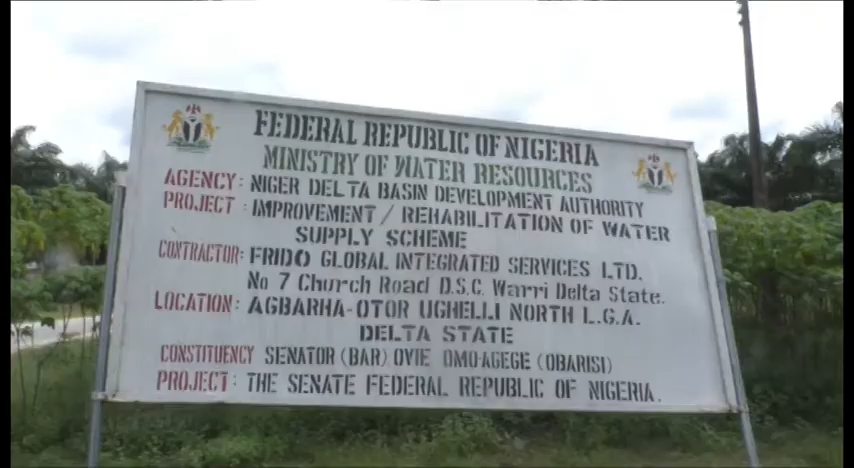 FEDERAL REPUBLIC OF NIGERIA
MINISTRY OF WATER RESOURCES
AGENCY: NIGER DELTA BASIN DEVELOPMENT AUTHORITY
PROJECT: IMPROVEMENT/REHABILITATION OF WATER
SUPPLY SCHEME
CONTRACTOR: FRIDO GLOBAL INTEGRATED SERVICES LTD.
No 7 Church Road D.S.C. Warri Delta State.
LOCATION: AGBARHA-OTOR UGHELLI NORTH L.G.A.
DELTA STATE
CONSTITUENCY SENATOR (BAR) OVIE OMO-AGEGE (OBARISI)
PROJECT: THE SENATE FEDERAL REPUBLIC OF NIGERIA.